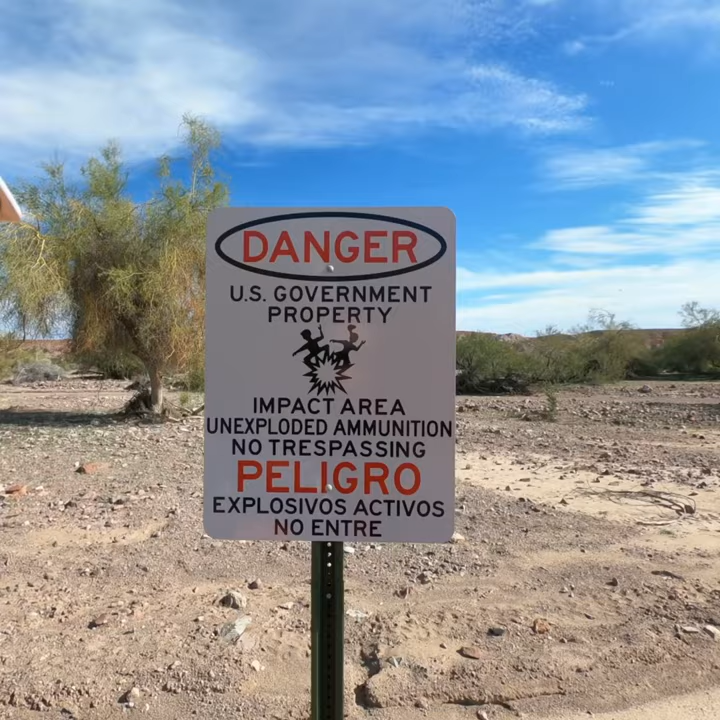 DANGER
U.S. GOVERNMENT
PROPERTY
IMPACT AREA
UNEXPLODED AMMUNITION
NO TRESPASSING
PELIGRO
EXPLOSIVOS ACTIVOS
NO ENTRE